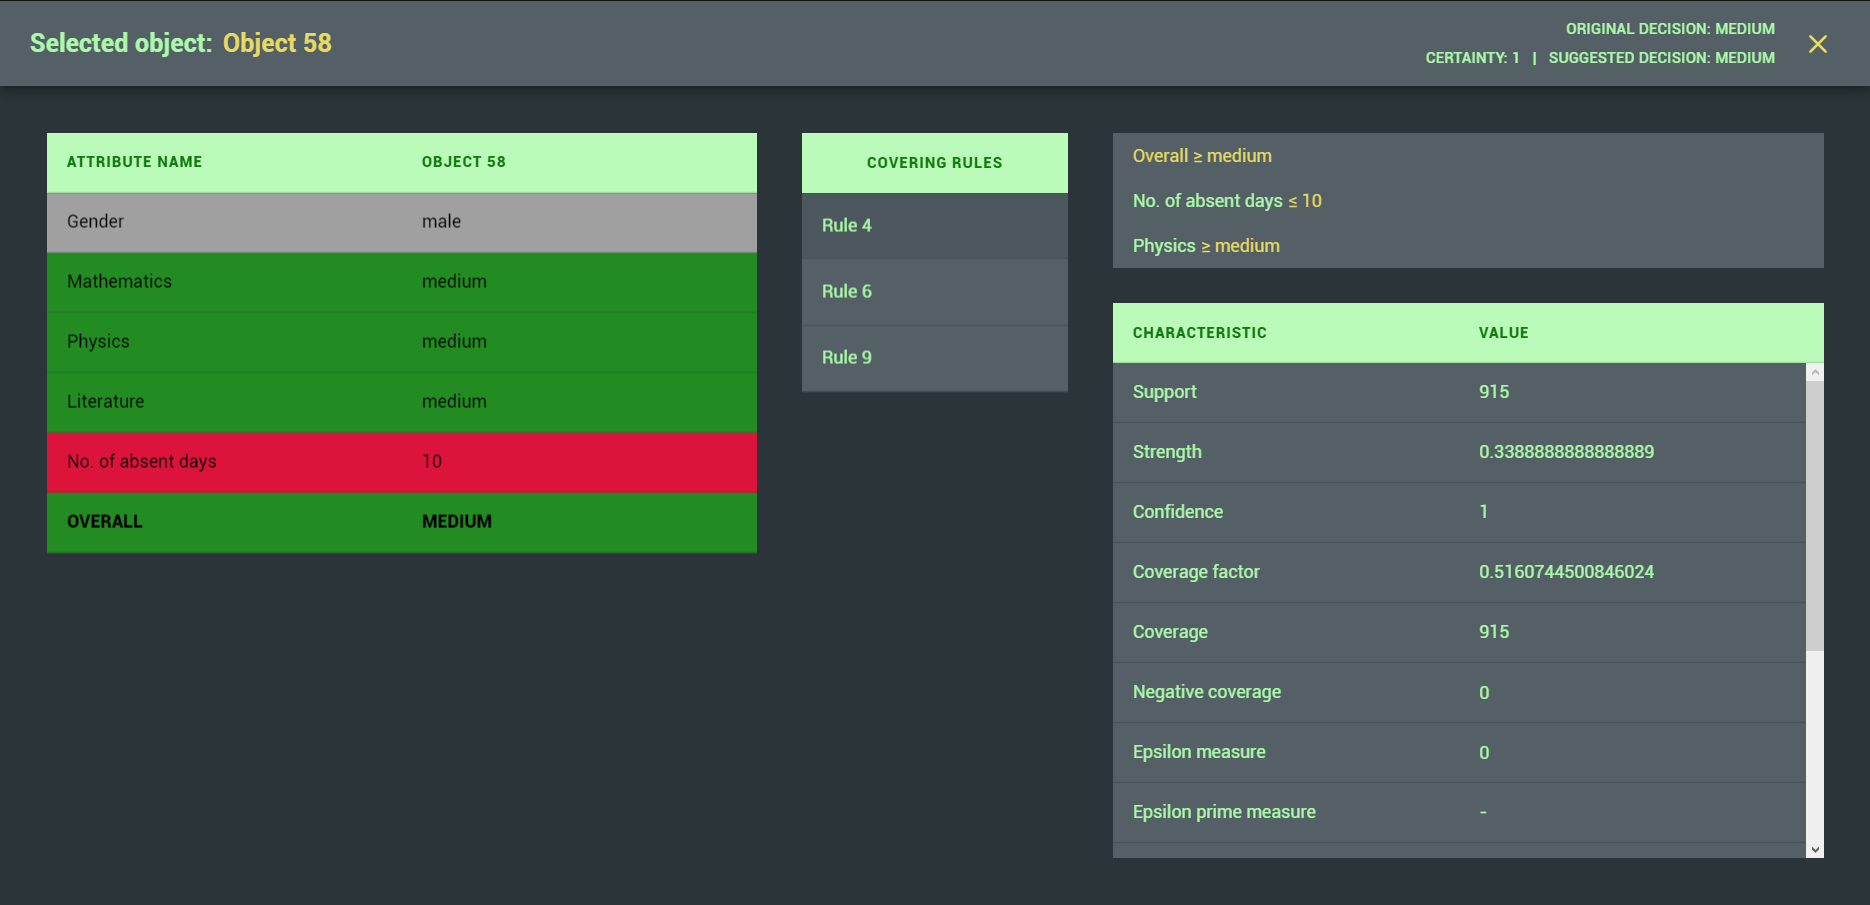 Selected object: Object 58
ORIGINAL DECISION: MEDIUM
CERTAINTY: 1 | SUGGESTED DECISION: MEDIUM
ATTRIBUTE NAME OBJECT 58
Gender male
Mathematics medium
Physics medium
Literature medium
No. of absent days 10
OVERALL MEDIUM
COVERING RULES
Rule 4
Rule 6
Rule 9
Overall ≥ medium
No. of absent days ≤ 10
Physics ≥ medium
CHARACTERISTIC VALUE
Support 915
Strength 0.3388888888888889
Confidence 1
Coverage factor 0.5160744500846024
Coverage 915
Negative coverage 0
Epsilon measure 0
Epsilon prime measure -